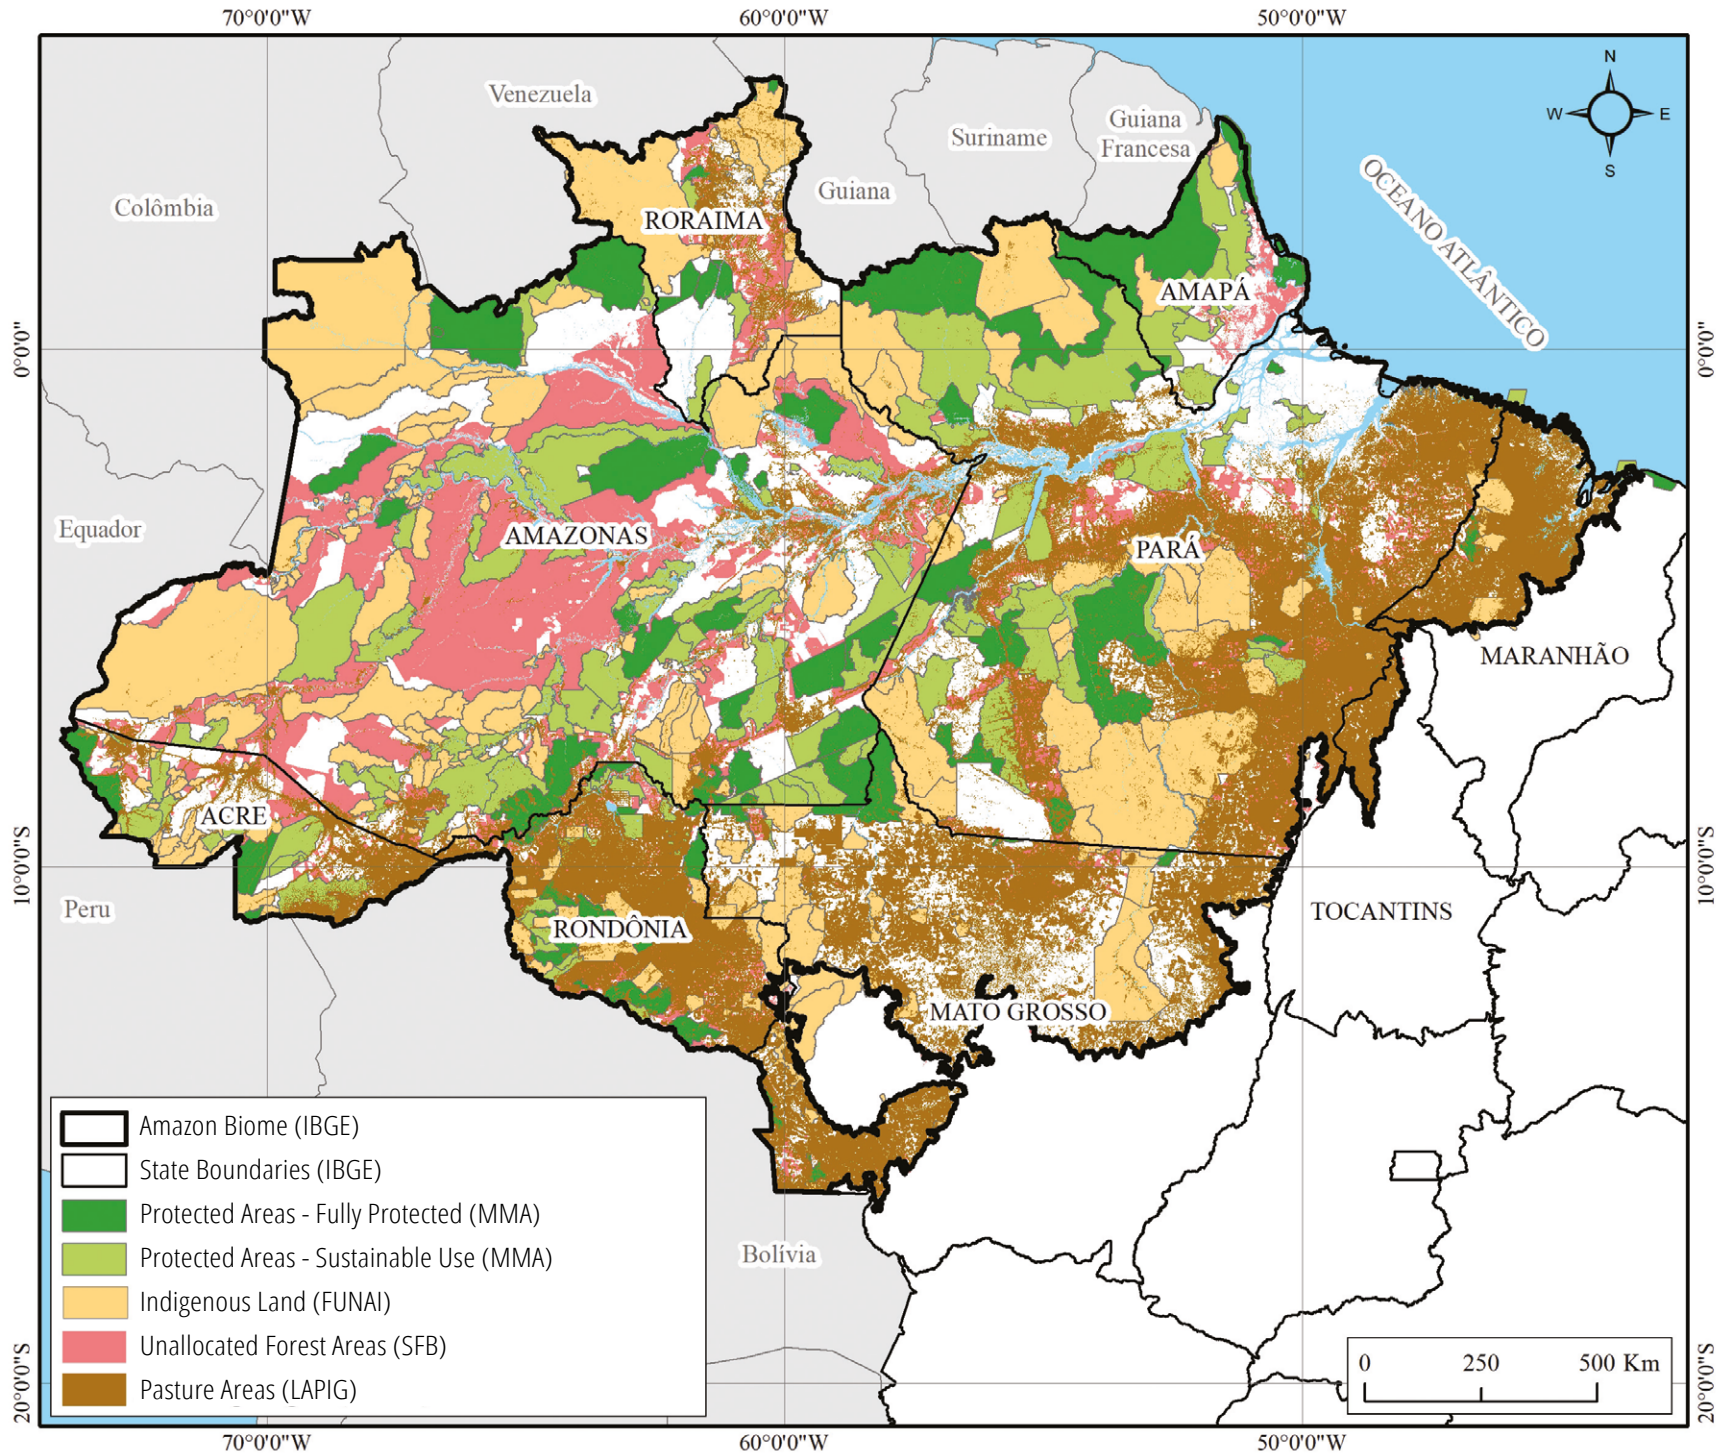 70°0'0"W
60°0'0"W
50°0'0"W
N
W
E
S
Venezuela
Suriname
Guiana
Francesa
Colômbia
Guiana
OCEANO ATLÂNTICO
RORAIMA
AMAPÁ
0°0'0"
0°0'0"
Equador
AMAZONAS
PARÁ
MARANHÃO
ACRE
10°0'0"S
10°0'0"S
Peru
TOCANTINS
RONDÔNIA
MATO GROSSO
Bolívia
Amazon Biome (IBGE)
State Boundaries (IBGE)
Protected Areas - Fully Protected (MMA)
Protected Areas - Sustainable Use (MMA)
Indigenous Land (FUNAI)
Unallocated Forest Areas (SFB)
Pasture Areas (LAPIG)
0 250 500 Km
20°0'0"S
20°0'0"S
70°0'0"W
60°0'0"W
50°0'0"W